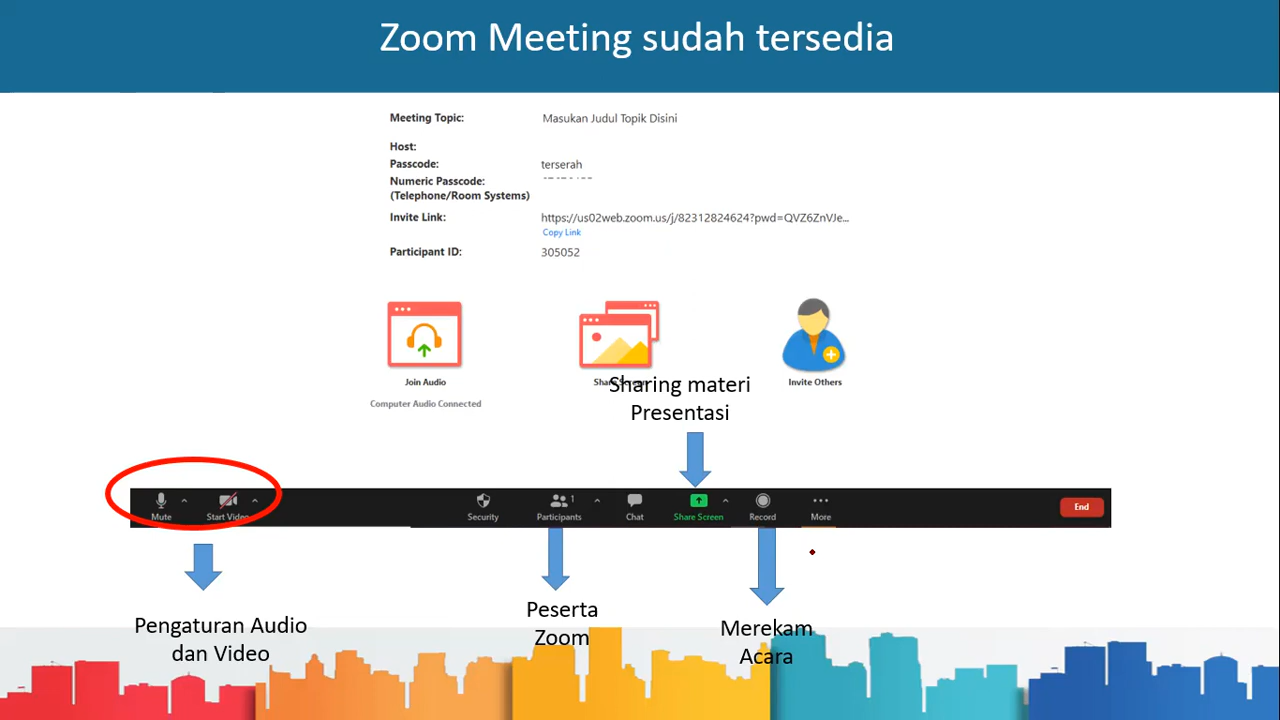 Zoom Meeting sudah tersedia
Meeting Topic: Masukan Judul Topik Disini
Host:
Passcode: terserah
Numeric Passcode:
(Telephone/Room Systems)
Invite Link: https://us02web.zoom.us/j/82312824624?pwd=QVZ6ZnVJe...
Copy Link
Participant ID: 305052
Join Audio
Share Screen
Invite Others
Computer Audio Connected
Sharing materi
Presentasi
Mute
Start Video
Security
Participants 1
Chat
Share Screen
Record
More
End
Pengaturan Audio
dan Video
Peserta
Zoom
Merekam
Acara